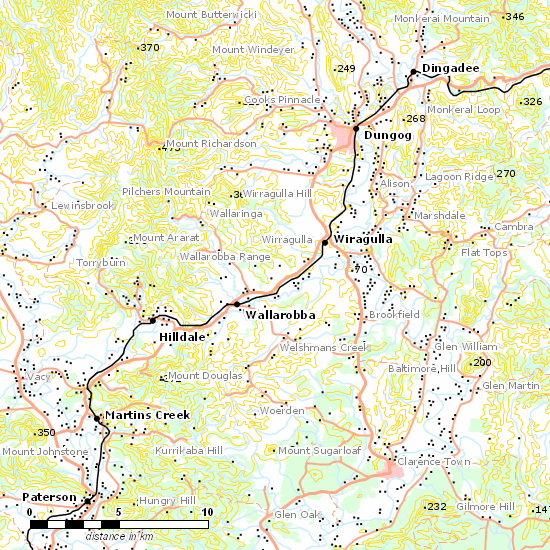 Mount Butterwicki
Monkerai Mountain
346
370
Mount Windeyer
249
Dingadee
Cooks Pinnacle
326
Monkeral Loop
268
Dungog
Mount Richardson
Lagoon Ridge
270
Alison
Pilchers Mountain
Wirragulla Hill
Lewinsbrook
Wallaringa
Marshdale
Cambra
Mount Ararat
Wirragulla
Wiragulla
Flat Tops
Wallarobba Range
Torryburn
70
Wallarobba
Brookfield
Hilldale
Welshmans Creek
Glen William
200
Baltimore Hill
Vacy
Mount Douglas
Glen Martin
Woerden
Martins Creek
350
Mount Johnstone
Kurrikaba Hill
Mount Sugarloaf
Clarence Town
Paterson
Hungry Hill
232
Gilmore Hill
147
Glen Oak
0 5 10
distance in km